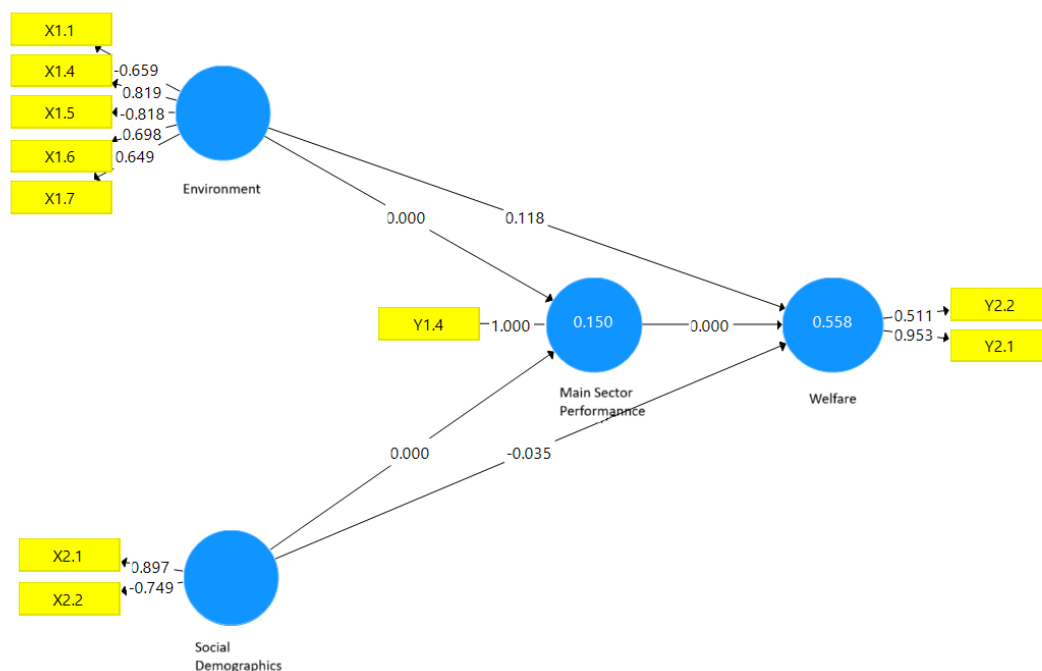 X1.1
X1.4
X1.5
X1.6
X1.7
-0.659
0.819
-0.818
0.698
0.649
Environment
0.000
0.118
Y1.4
1.000
0.150
0.000
0.558
0.511
0.953
Y2.2
Y2.1
Main Sector
Performannce
Welfare
0.000
-0.035
X2.1
X2.2
0.897
-0.749
Social
Demographics